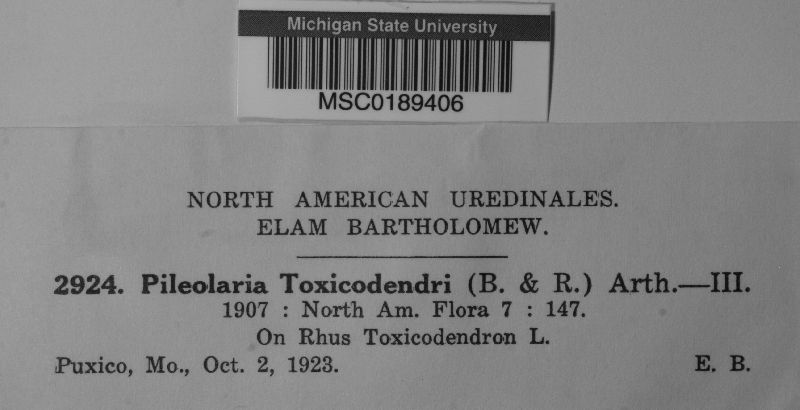 Michigan State University
MSC0189406
NORTH AMERICAN UREDINALES.
ELAM BARTHOLOMEW.
2924. Pileolaria Toxicodendri (B. & R.) Arth.—III.
1907 : North Am. Flora 7 : 147.
On Rhus Toxicodendron L.
Puxico, Mo., Oct. 2, 1923. E. B.